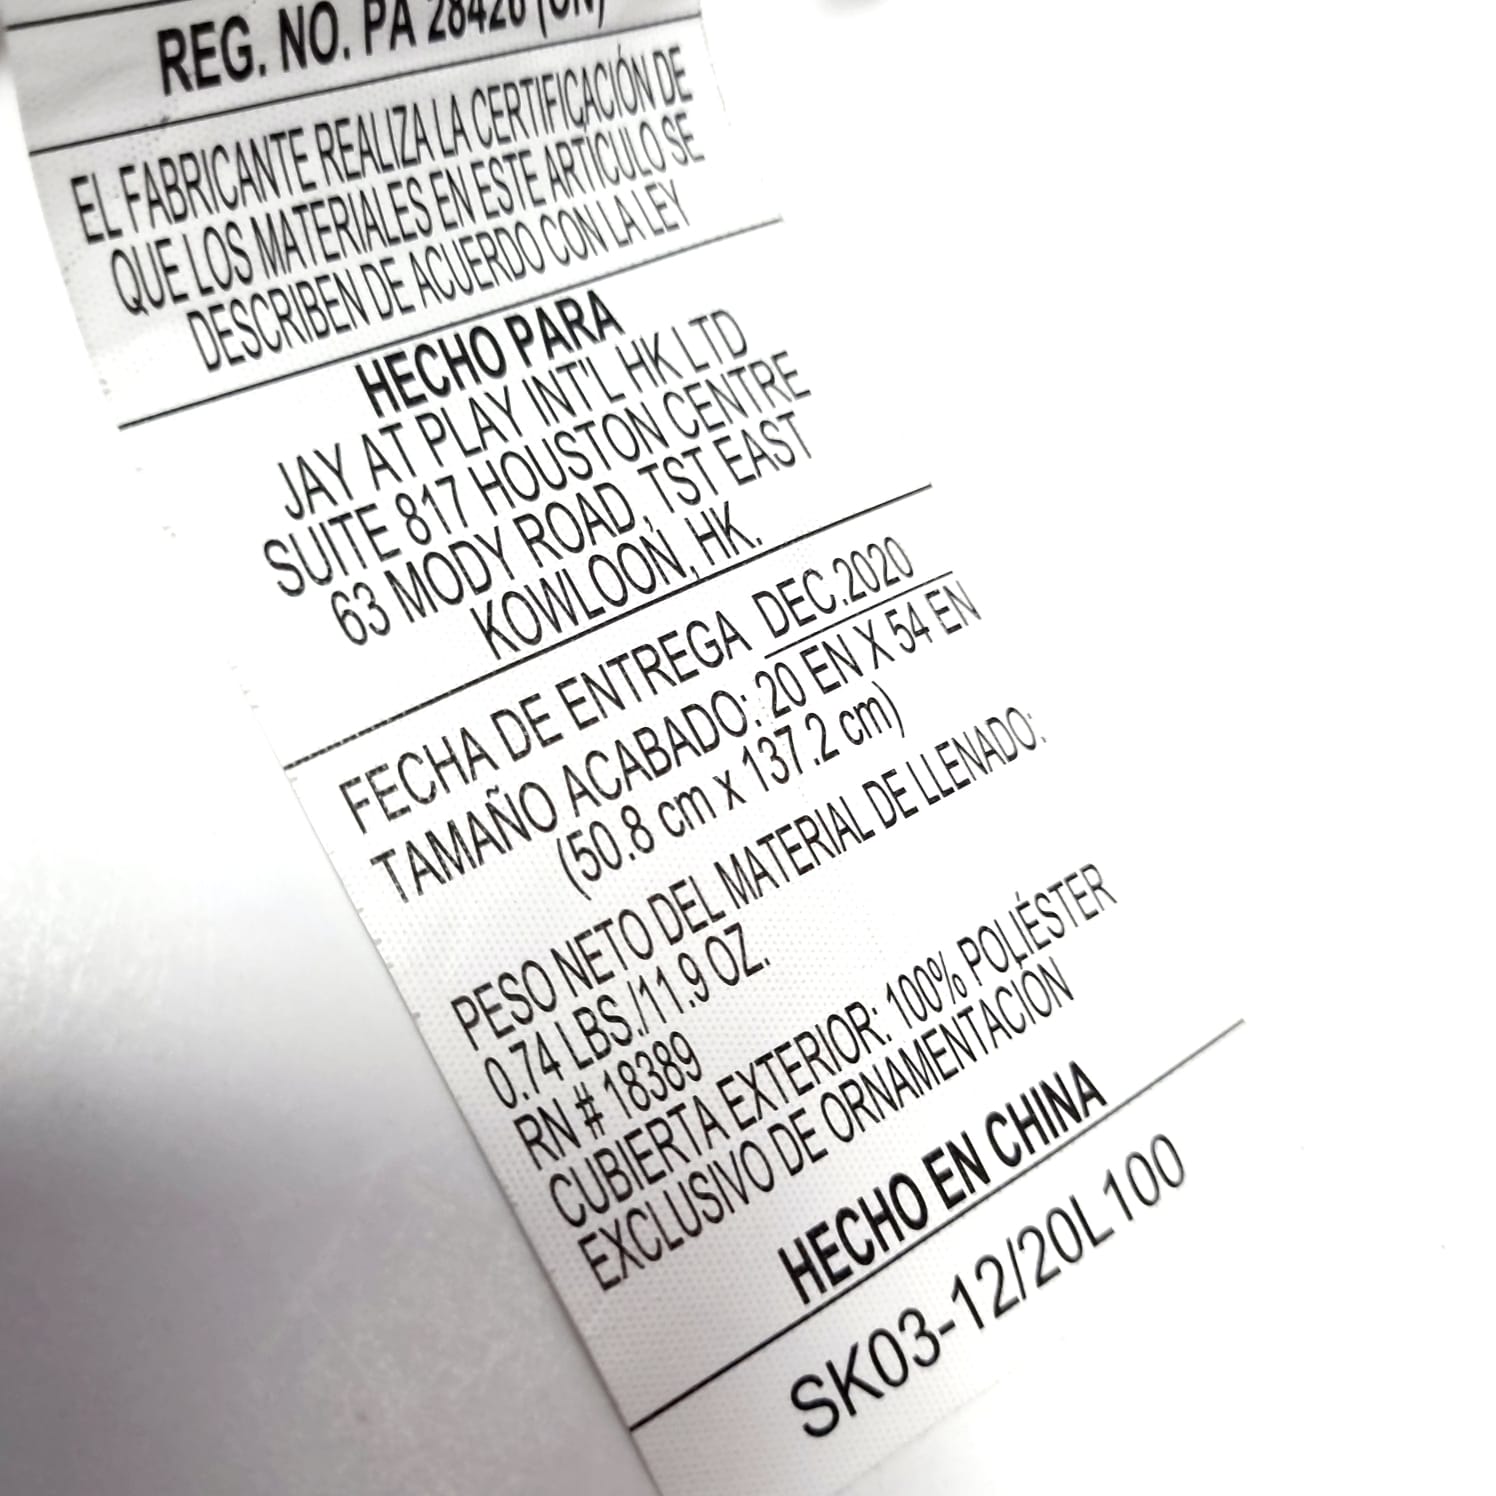 REG. NO. PA 28420 (CN)
EL FABRICANTE REALIZA LA CERTIFICACIÓN DE
QUE LOS MATERIALES EN ESTE ARTÍCULO SE
DESCRIBEN DE ACUERDO CON LA LEY
HECHO PARA
JAY AT PLAY INT'L HK LTD
SUITE 817 HOUSTON CENTRE
63 MODY ROAD, TST EAST
KOWLOON, HK.
FECHA DE ENTREGA DEC.2020
TAMAÑO ACABADO: 20 EN X 54 EN
(50.8 cm x 137.2 cm)
PESO NETO DEL MATERIAL DE LLENADO:
0.74 LBS./11.9 OZ.
RN # 18389
CUBIERTA EXTERIOR: 100% POLIÉSTER
EXCLUSIVO DE ORNAMENTACIÓN
HECHO EN CHINA
SK03-12/20L100